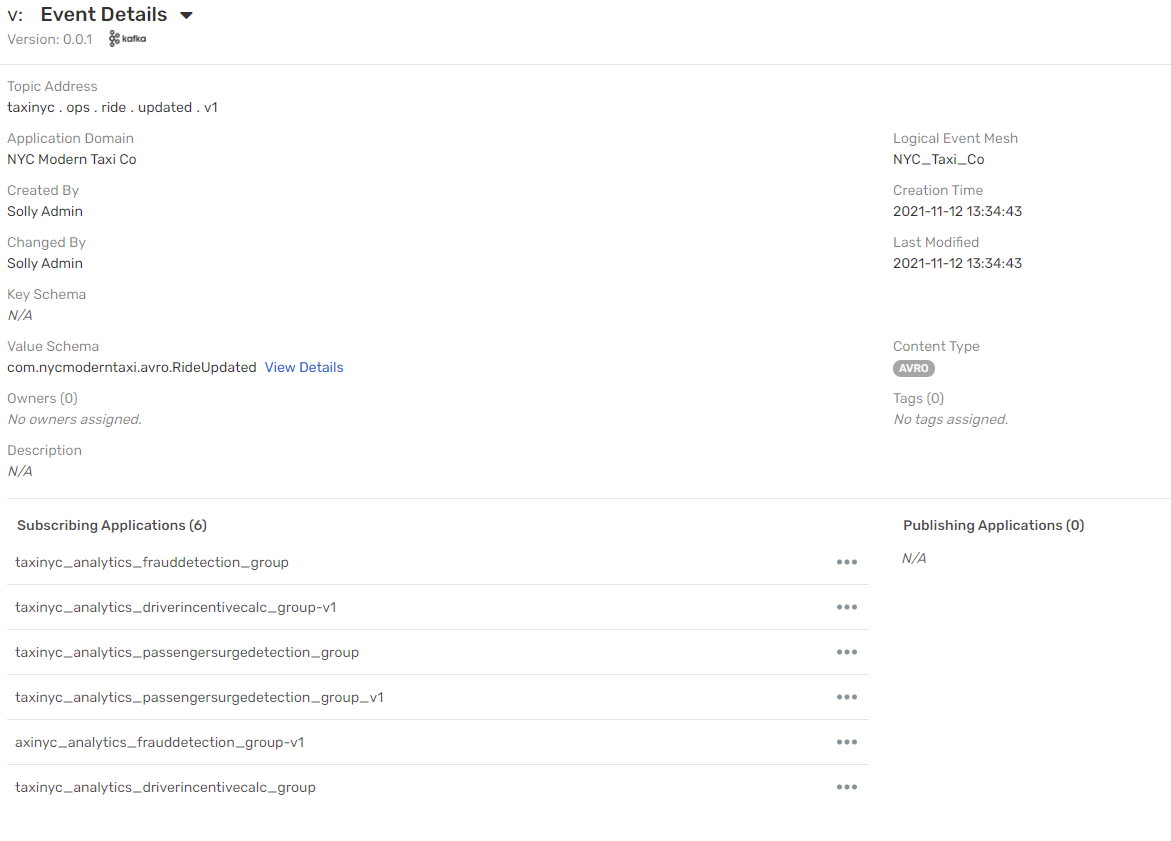 v: Event Details
Version: 0.0.1 kafka
Topic Address
taxinyc . ops . ride . updated . v1
Application Domain
NYC Modern Taxi Co
Logical Event Mesh
NYC_Taxi_Co
Created By
Solly Admin
Creation Time
2021-11-12 13:34:43
Changed By
Solly Admin
Last Modified
2021-11-12 13:34:43
Key Schema
N/A
Value Schema
com.nycmoderntaxi.avro.RideUpdated View Details
Content Type
AVRO
Owners (0)
No owners assigned.
Tags (0)
No tags assigned.
Description
N/A
Subscribing Applications (6)
taxinyc_analytics_frauddetection_group
taxinyc_analytics_driverincentivecalc_group-v1
taxinyc_analytics_passengersurgedetection_group
taxinyc_analytics_passengersurgedetection_group_v1
axinyc_analytics_frauddetection_group-v1
taxinyc_analytics_driverincentivecalc_group
Publishing Applications (0)
N/A